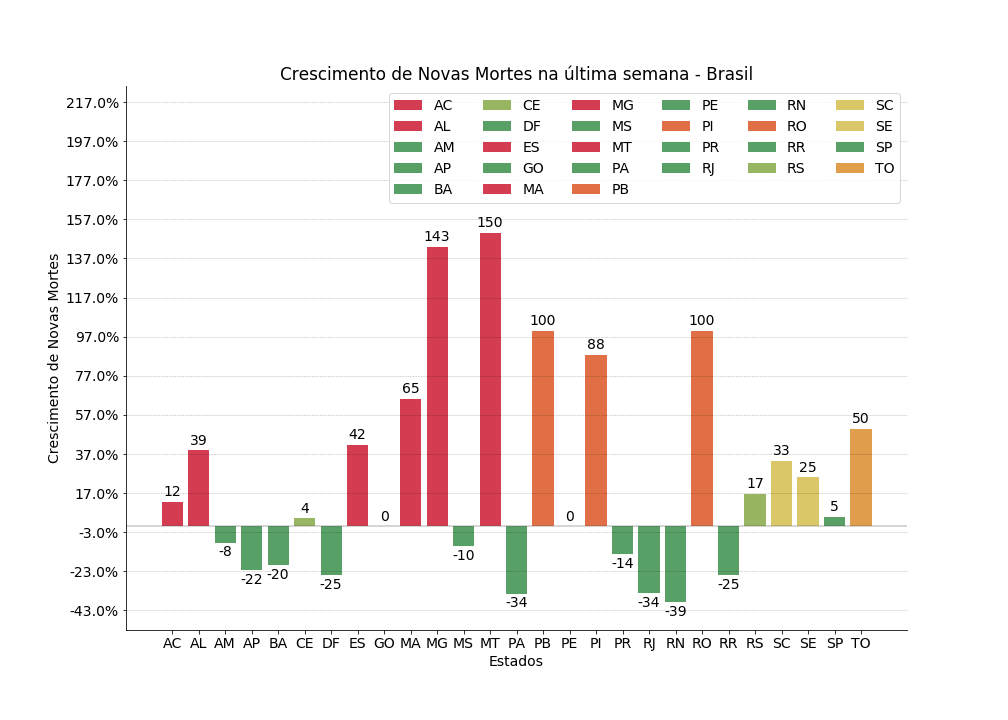 Crescimento de Novas Mortes na última semana - Brasil
Crescimento de Novas Mortes
217.0%
197.0%
177.0%
157.0%
137.0%
117.0%
97.0%
77.0%
57.0%
37.0%
17.0%
-3.0%
-23.0%
-43.0%
AC CE MG PE RN SC
AL DF MS PI RO SE
AM ES MT PR RR SP
AP GO PA RJ RS TO
BA MA PB
12 39 -8 -22 -20 4 -25 42 0 65 143 -10 150 -34 100 0 88 -14 -34 -39 100 -25 17 33 25 5 50
AC AL AM AP BA CE DF ES GO MA MG MS MT PA PB PE PI PR RJ RN RO RR RS SC SE SP TO
Estados